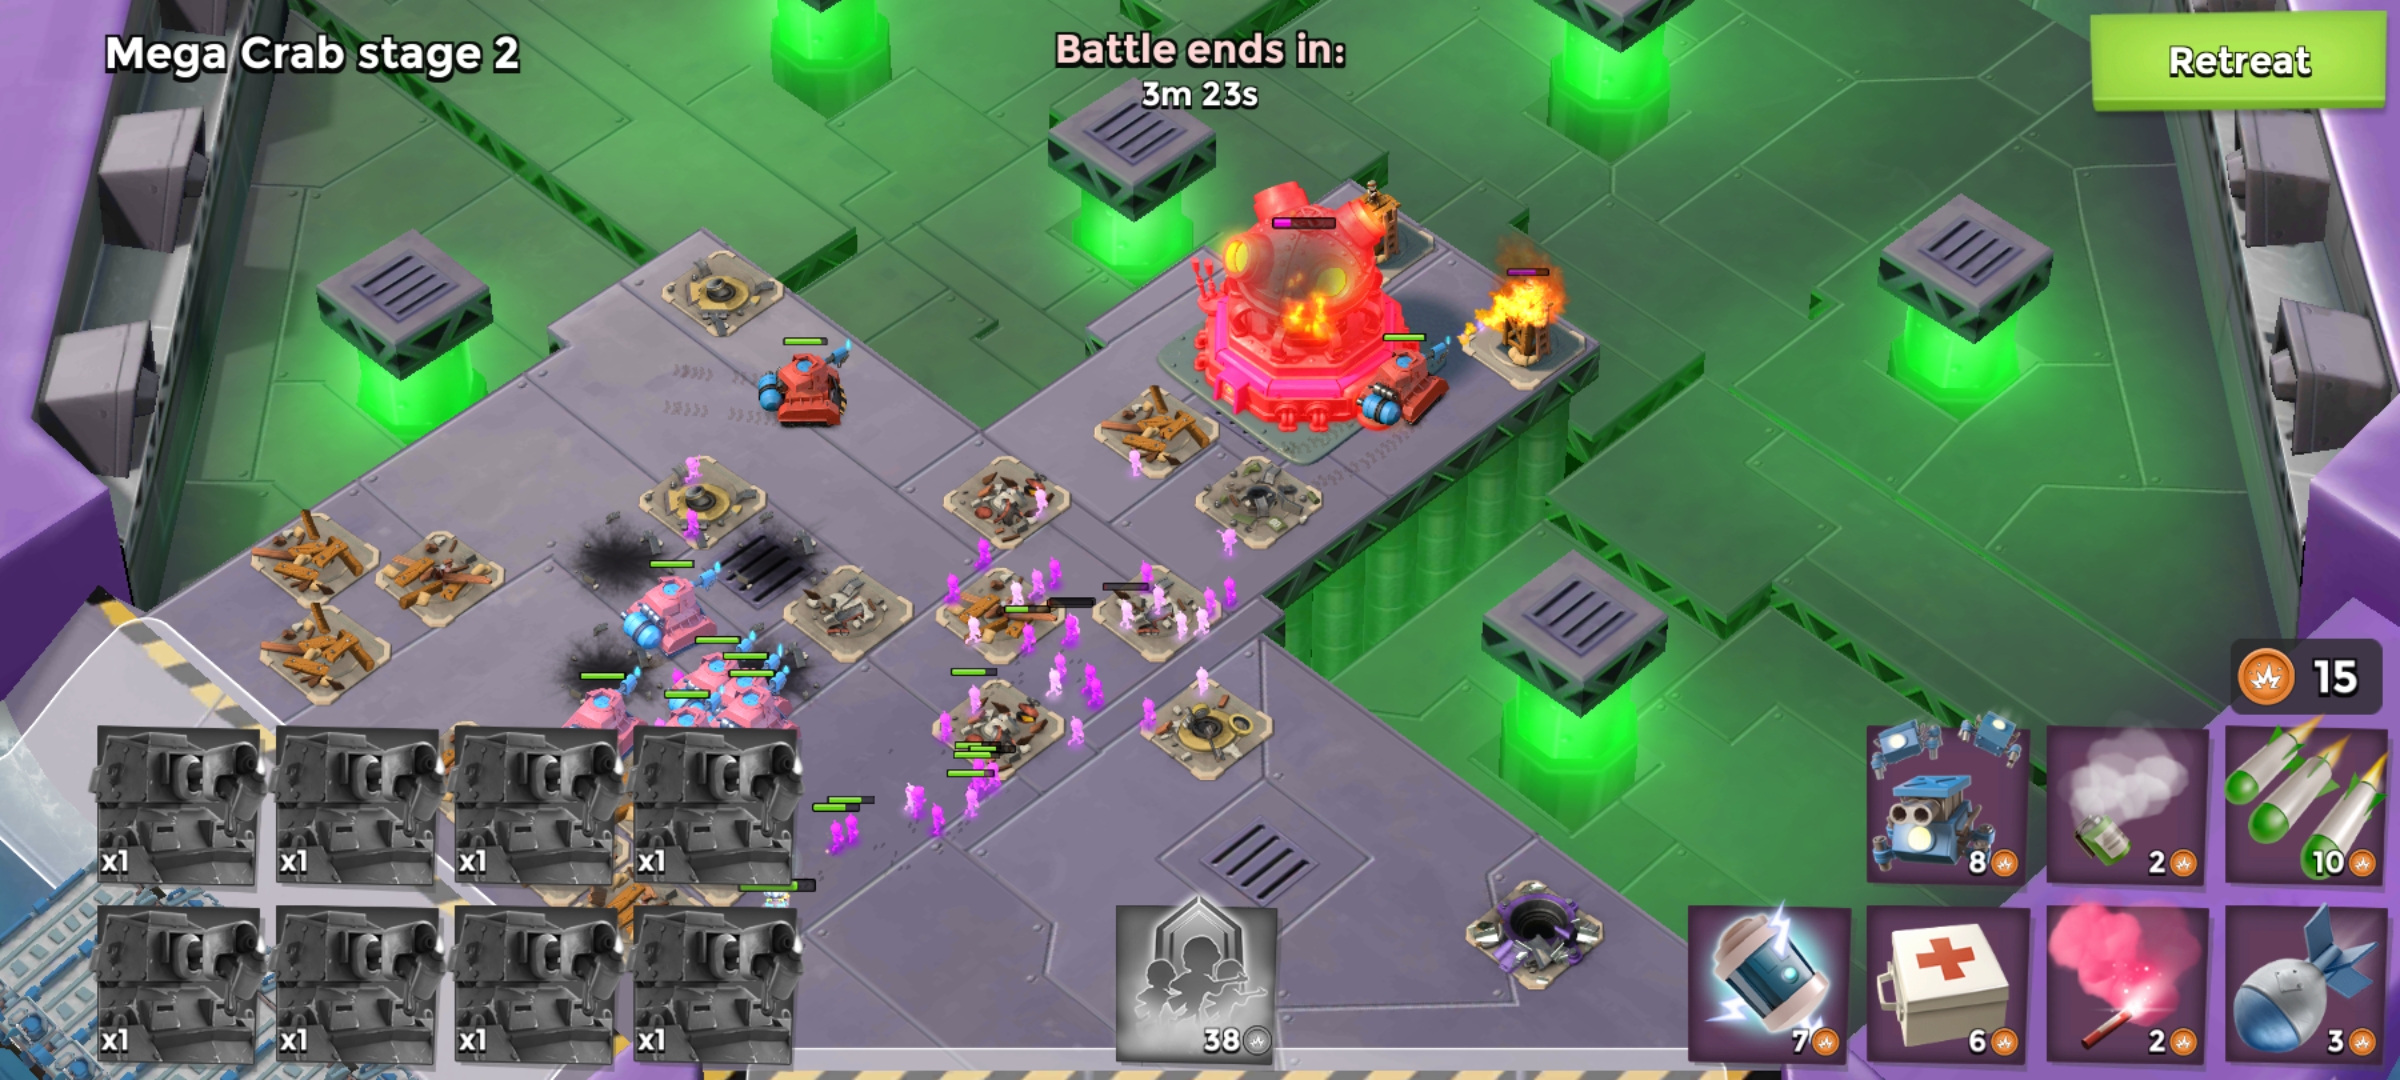 Mega Crab stage 2
Battle ends in:
3m 23s
Retreat
15
8
2
10
x1
x1
x1
x1
x1
x1
x1
x1
38
7
6
2
3